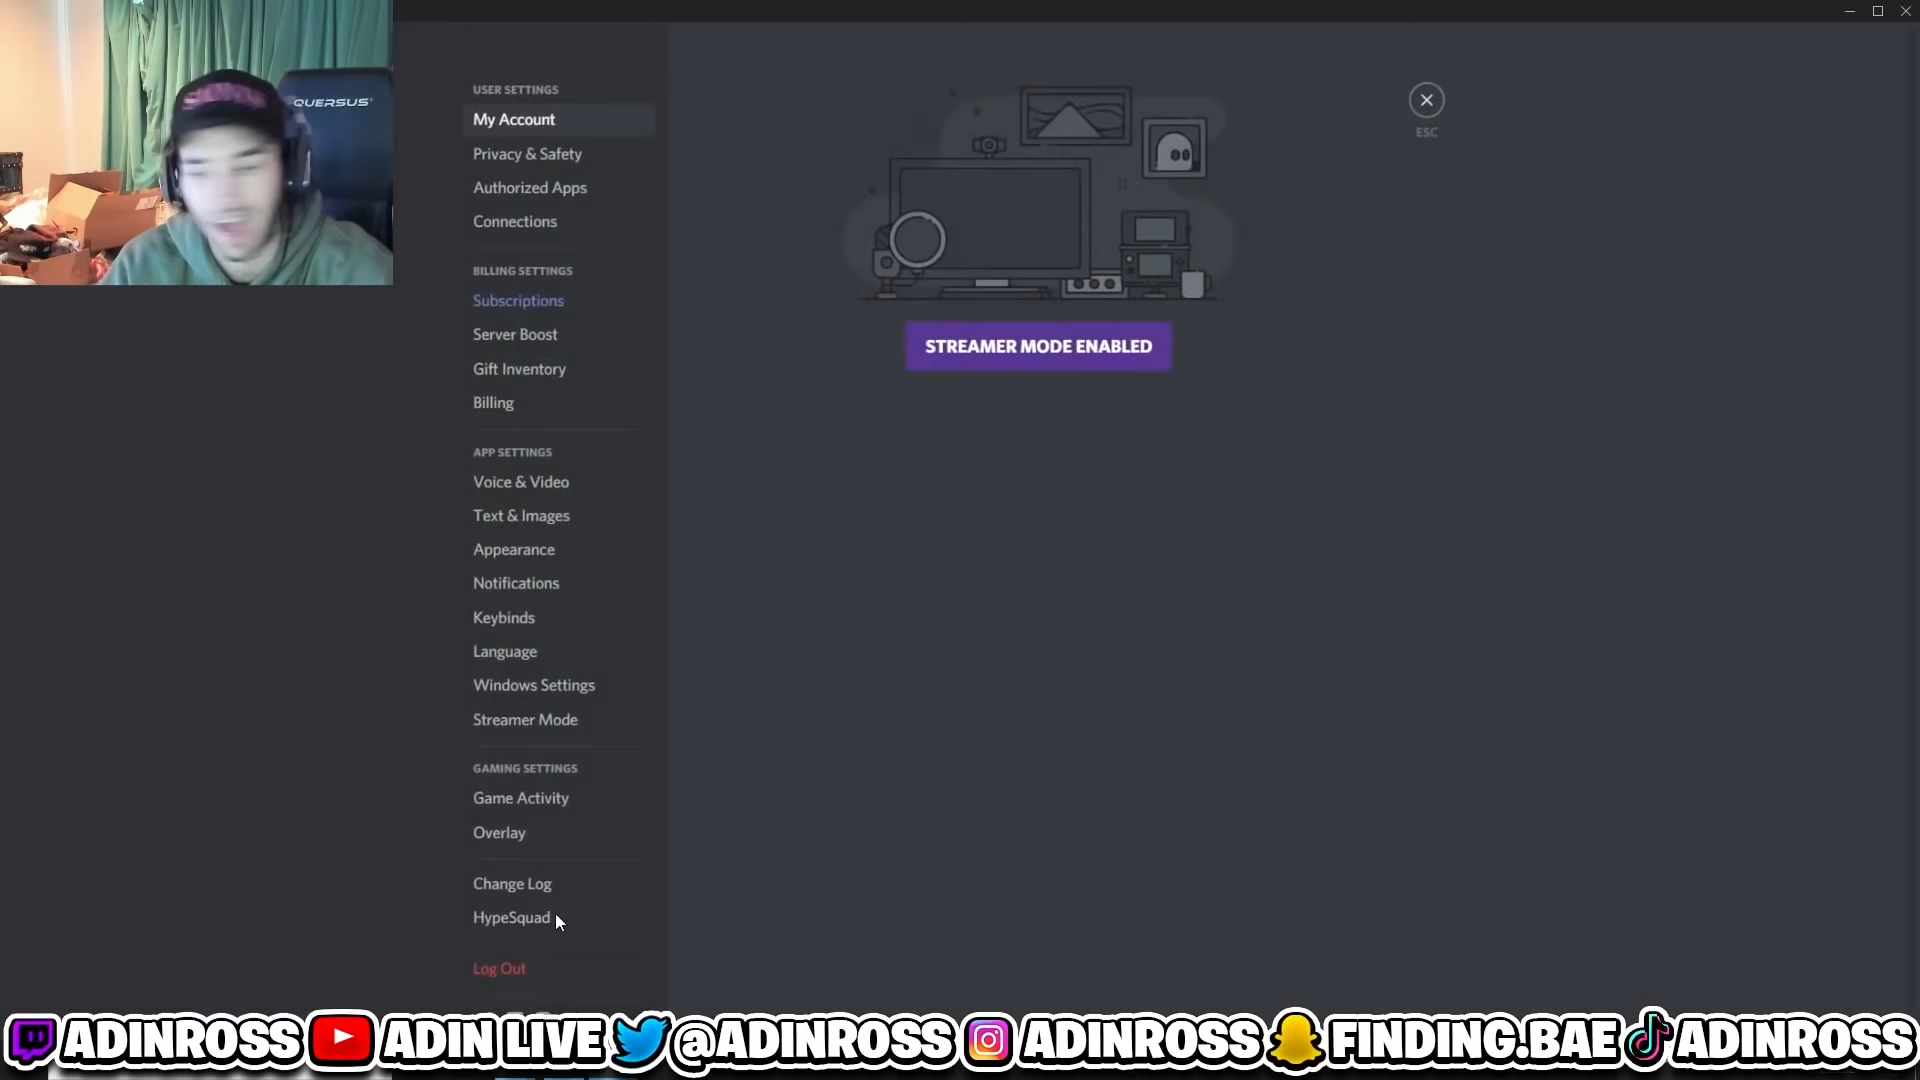 QUERSUS
USER SETTINGS
My Account
Privacy & Safety
Authorized Apps
Connections
BILLING SETTINGS
Subscriptions
Server Boost
Gift Inventory
Billing
APP SETTINGS
Voice & Video
Text & Images
Appearance
Notifications
Keybinds
Language
Windows Settings
Streamer Mode
GAMING SETTINGS
Game Activity
Overlay
Change Log
HypeSquad
Log Out
STREAMER MODE ENABLED
ESC
ADINROSS ADIN LIVE @ADINROSS ADINROSS FINDING.BAE ADINROSS